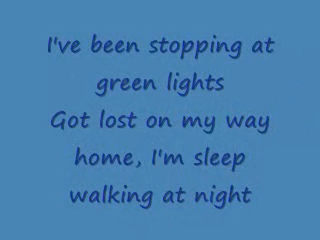 I've been stopping at
green lights
Got lost on my way
home, I'm sleep
walking at night